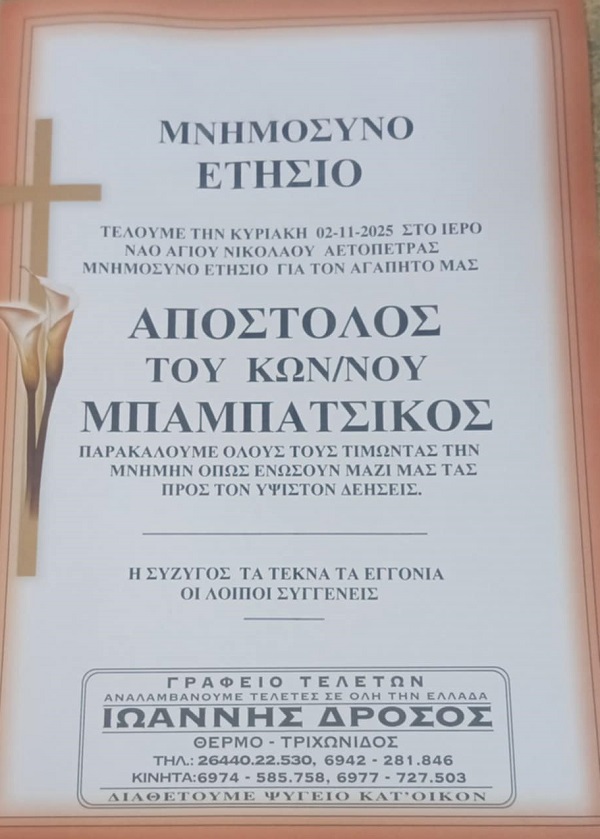 ΜΝΗΜΟΣΥΝΟ
ΕΤΗΣΙΟ
ΤΕΛΟΥΜΕ ΤΗΝ ΚΥΡΙΑΚΗ 02-11-2025 ΣΤΟ ΙΕΡΟ
ΝΑΟ ΑΓΙΟΥ ΝΙΚΟΛΑΟΥ ΑΕΤΟΠΕΤΡΑΣ
ΜΝΗΜΟΣΥΝΟ ΕΤΗΣΙΟ ΓΙΑ ΤΟΝ ΑΓΑΠΗΤΟ ΜΑΣ
ΑΠΟΣΤΟΛΟΣ
ΤΟΥ ΚΩΝ/ΝΟΥ
ΜΠΑΜΠΑΤΣΙΚΟΣ
ΠΑΡΑΚΑΛΟΥΜΕ ΟΛΟΥΣ ΤΟΥΣ ΤΙΜΩΝΤΑΣ ΤΗΝ
ΜΝΗΜΗΝ ΟΠΩΣ ΕΝΩΣΟΥΝ ΜΑΖΙ ΜΑΣ ΤΑΣ
ΠΡΟΣ ΤΟΝ ΥΨΙΣΤΟΝ ΔΕΗΣΕΙΣ.
Η ΣΥΖΥΓΟΣ ΤΑ ΤΕΚΝΑ ΤΑ ΕΓΓΟΝΙΑ
ΟΙ ΛΟΙΠΟΙ ΣΥΓΓΕΝΕΙΣ
ΓΡΑΦΕΙΟ ΤΕΛΕΤΩΝ
ΑΝΑΛΑΜΒΑΝΟΥΜΕ ΤΕΛΕΤΕΣ ΣΕ ΟΛΗ ΤΗΝ ΕΛΛΑΔΑ
ΙΩΑΝΝΗΣ ΔΡΟΣΟΣ
ΘΕΡΜΟ - ΤΡΙΧΩΝΙΔΟΣ
ΤΗΛ.: 26440.22.530, 6942 - 281.846
ΚΙΝΗΤΑ:6974 - 585.758, 6977 - 727.503
ΔΙΑΘΕΤΟΥΜΕ ΨΥΓΕΙΟ ΚΑΤ'ΟΙΚΟΝ